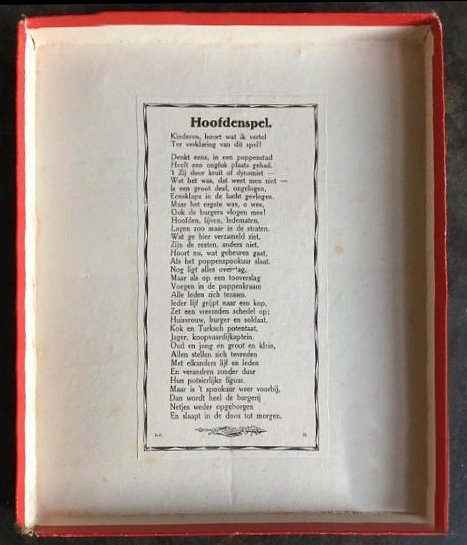 Hoofdenspel.
Kinderen, hoort wat ik vertel
Ter verklaring van dit spel!
Denkt eens, in een poppenstad
Heeft een ongluk plaats gehad.
't Zij door kruit of dynamiet —
Wat het was, dat weet men niet —
Is een groot deel, ongelogen,
Eensklaps in de lucht gevlogen.
Maar het ergste was, o wee,
Ook de burgers vlogen mee!
Hoofden, lijven, ledematen,
Lagen zoo maar in de straten.
Wat ge hier verzameld ziet,
Zijn de resten, anders niet.
Hoort nu, wat gebeuren gaat,
Als het poppenspookuur slaat.
Nog ligt alles overdag,
Maar als op een tooverslag
Voegen in de poppenkraam
Alle leden zich tenaam.
Ieder lijf grijpt naar een kop,
Zet een vreemden schedel op;
Huisvrouw, burger en soldaat,
Kok en Turksch potentaat,
Jager, koopvaardijkaptein,
Oud en jong en groot en klein,
Allen stellen zich tevreden
Met elkanders lijf en leden
En verandren zonder duur
Hun potsierlijke figuur.
Maar is 't spookuur weer voorbij,
Dan wordt heel de burgerij
Netjes weder opgeborgen
En slaapt in de doos tot morgen.